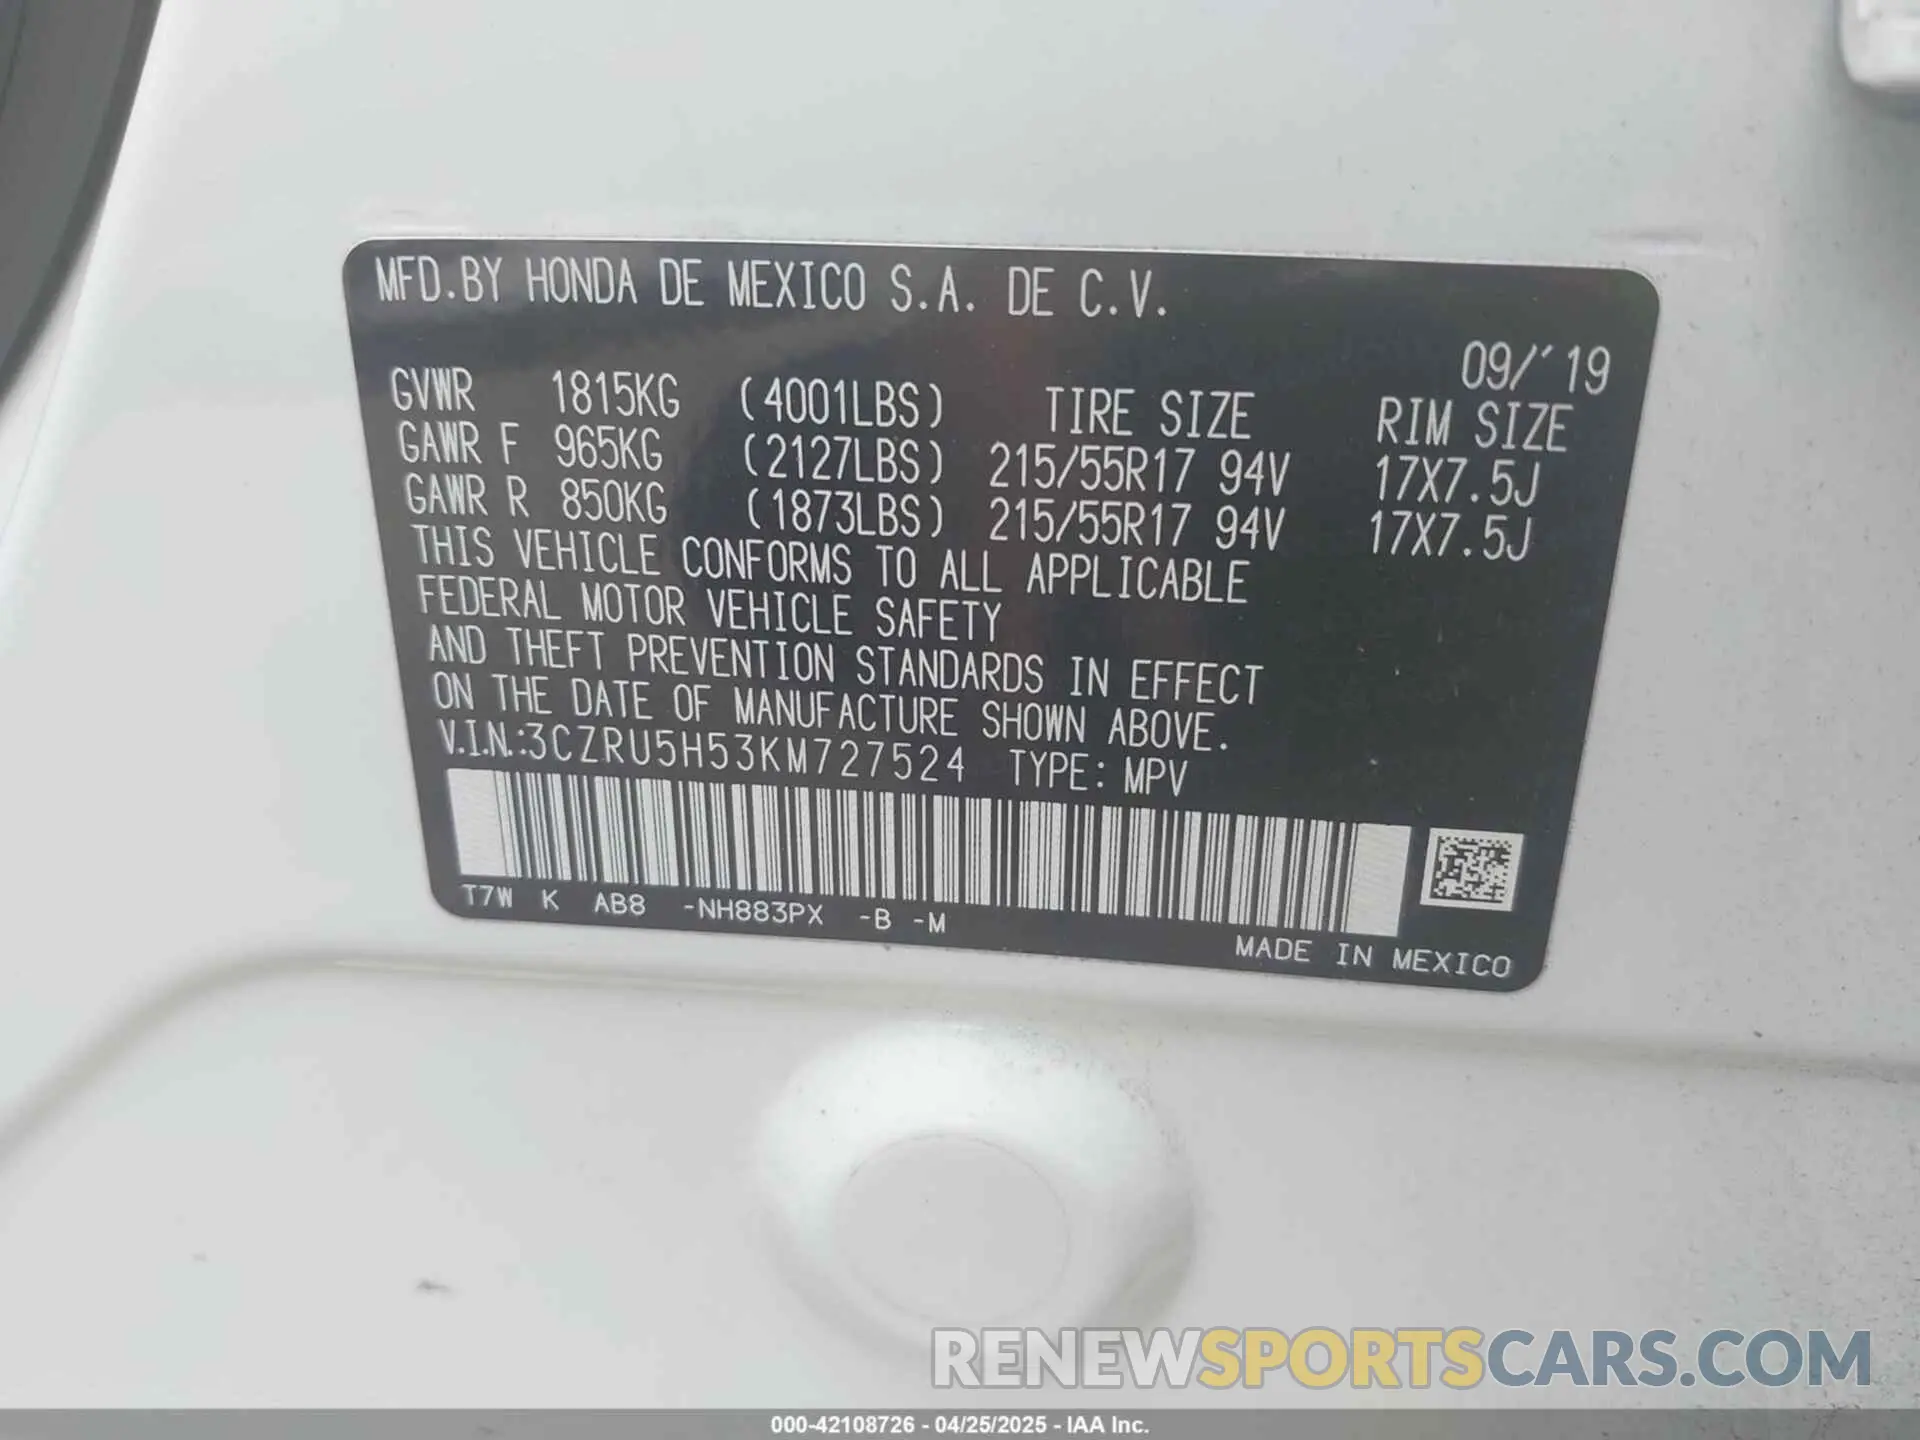 MFD.BY HONDA DE MEXICO S.A. DE C.V.
09/'19
GVWR 1815KG (4001LBS) TIRE SIZE RIM SIZE
GAWR F 965KG (2127LBS) 215/55R17 94V 17X7.5J
GAWR R 850KG (1873LBS) 215/55R17 94V 17X7.5J
THIS VEHICLE CONFORMS TO ALL APPLICABLE
FEDERAL MOTOR VEHICLE SAFETY
AND THEFT PREVENTION STANDARDS IN EFFECT
ON THE DATE OF MANUFACTURE SHOWN ABOVE.
V.I.N.:3CZRU5H53KM727524 TYPE: MPV
T7W K AB8 -NH883PX -B -M
MADE IN MEXICO
RENEWSPORTSCARS.COM
000-42108726 - 04/25/2025 - IAA Inc.